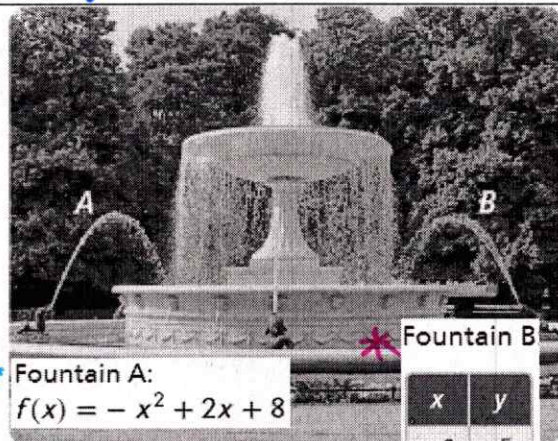 A
B
Fountain B
x y
Fountain A:
f(x) = − x² + 2x + 8